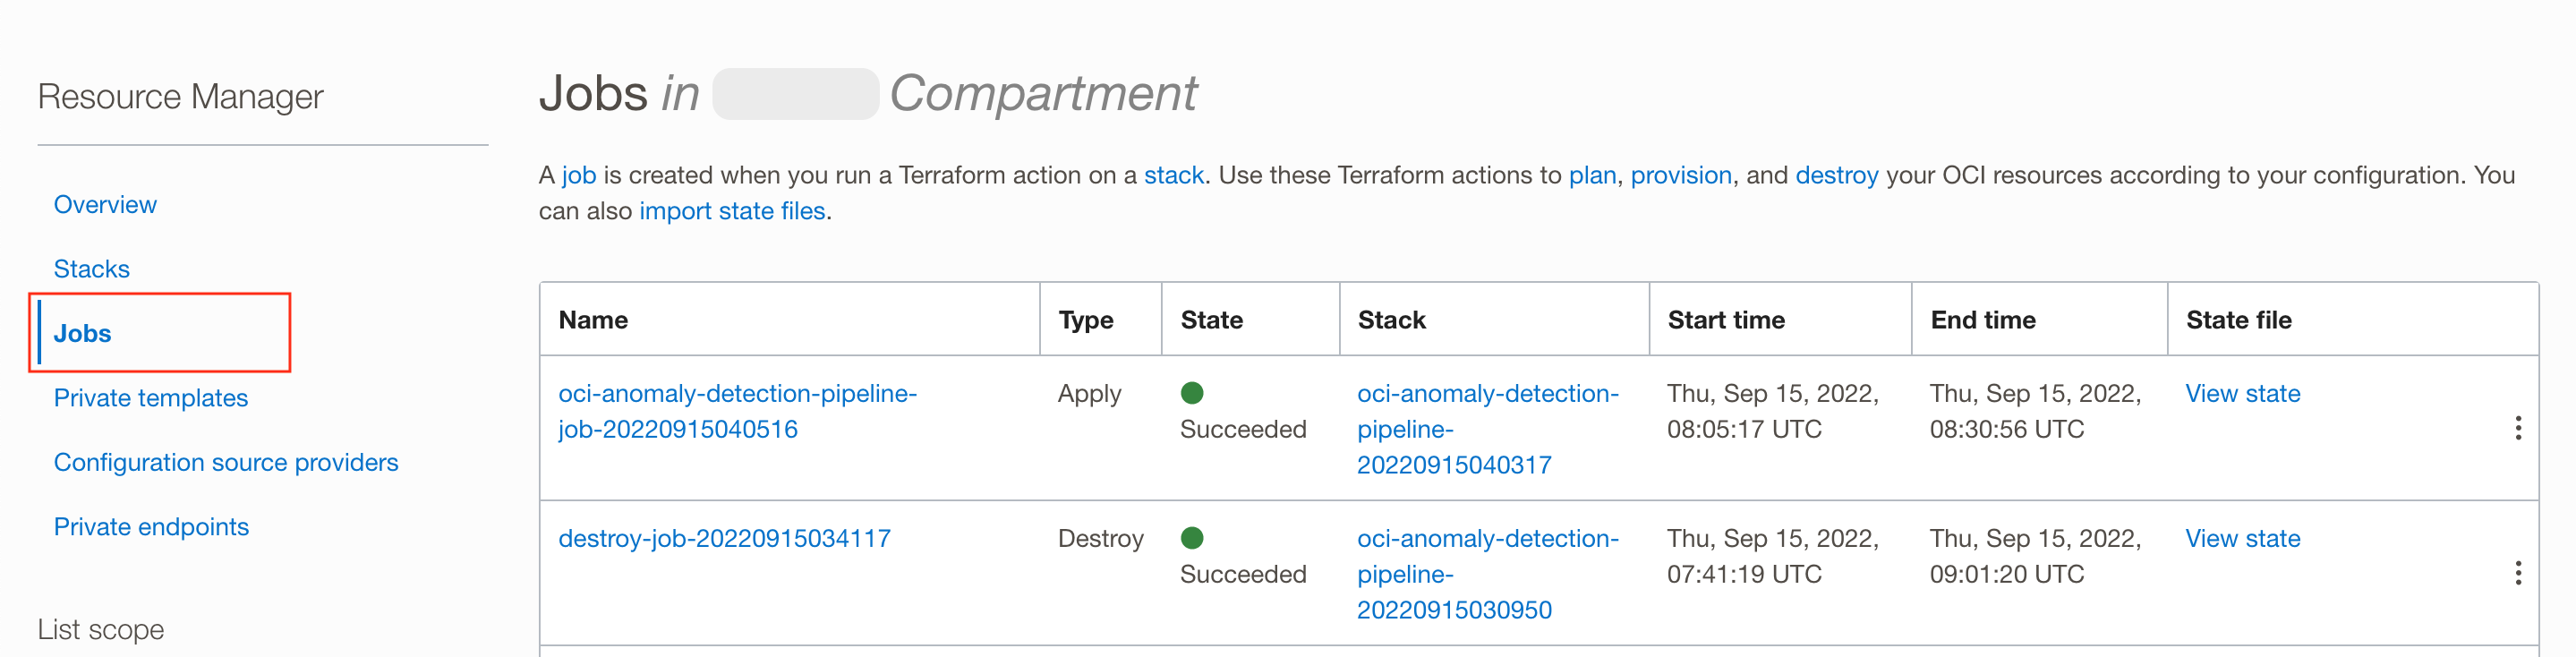 Resource Manager
Overview
Stacks
Jobs
Private templates
Configuration source providers
Private endpoints
List scope
Jobs in Compartment
A job is created when you run a Terraform action on a stack. Use these Terraform actions to plan, provision, and destroy your OCI resources according to your configuration. You
can also import state files.
Name Type State Stack Start time End time State file
oci-anomaly-detection-pipeline- Apply oci-anomaly-detection- Thu, Sep 15, 2022, Thu, Sep 15, 2022, View state
job-20220915040516 Succeeded pipeline- 08:05:17 UTC 08:30:56 UTC
20220915040317
destroy-job-20220915034117 Destroy oci-anomaly-detection- Thu, Sep 15, 2022, Thu, Sep 15, 2022, View state
Succeeded pipeline- 07:41:19 UTC 09:01:20 UTC
20220915030950